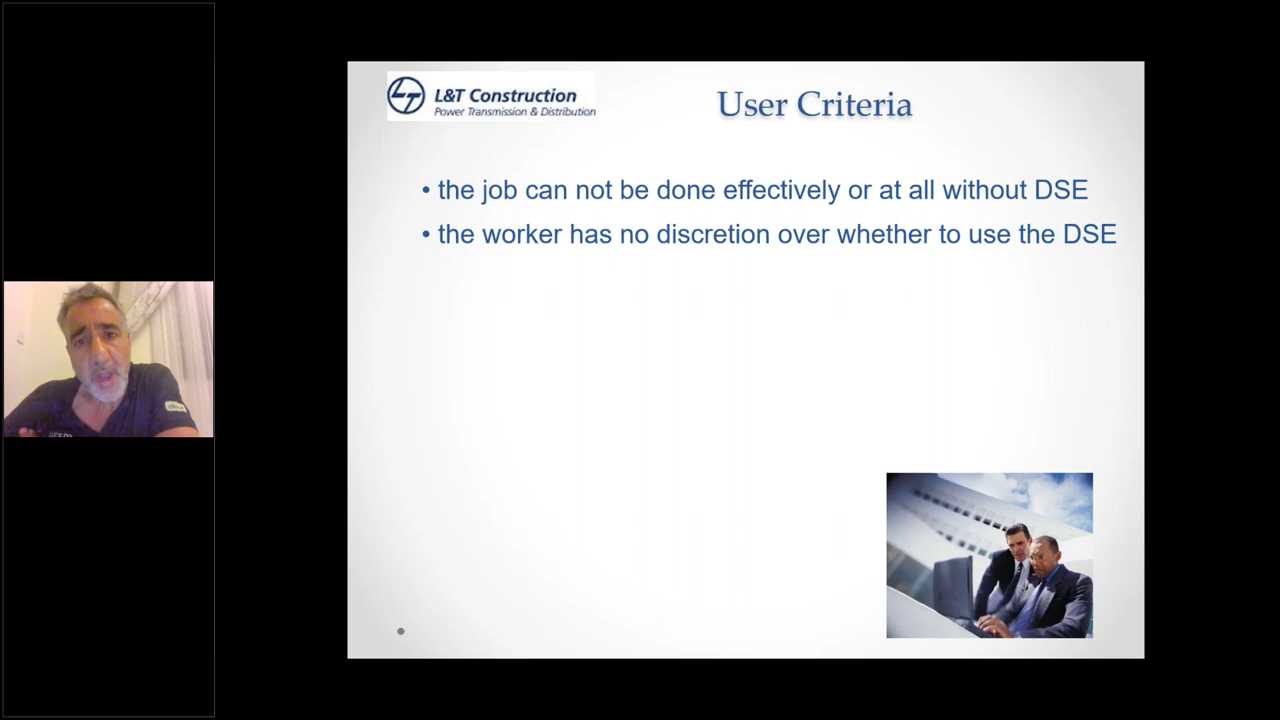 LT
L&T Construction
Power Transmission & Distribution
User Criteria
• the job can not be done effectively or at all without DSE
• the worker has no discretion over whether to use the DSE